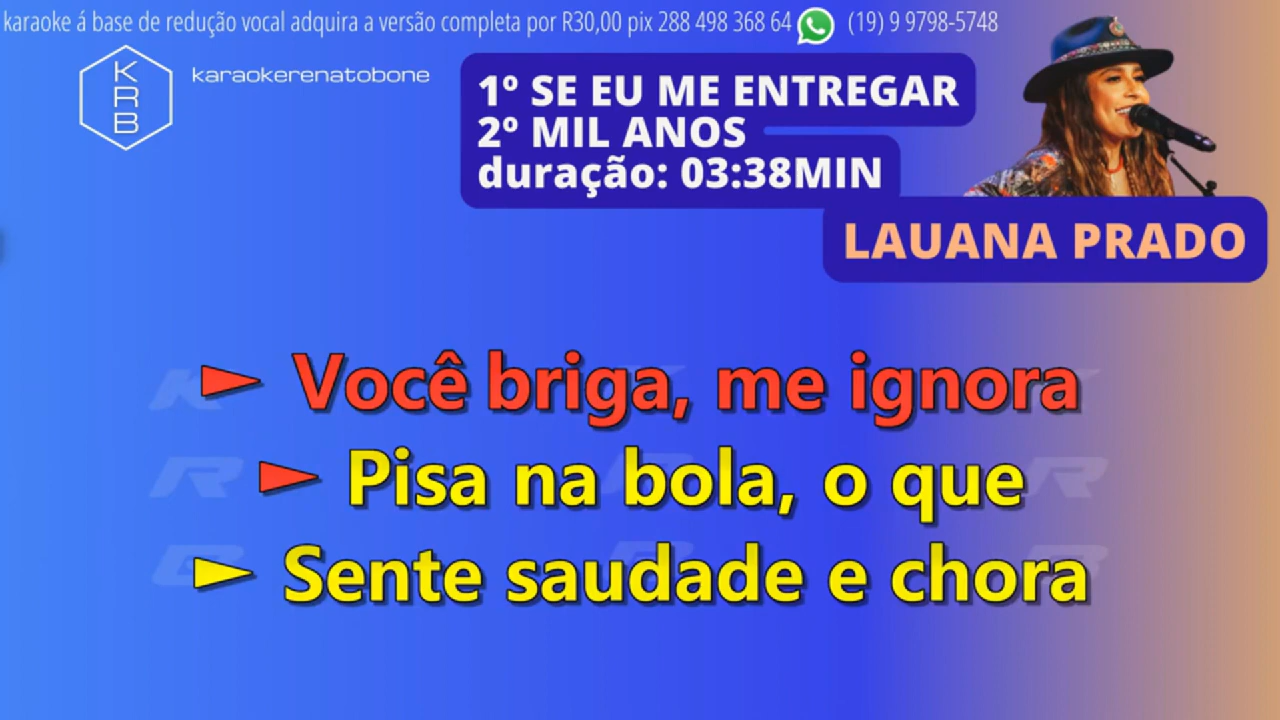 karaoke á base de redução vocal adquira a versão completa por R30,00 pix 288 498 368 64 (19) 9 9798-5748
K
R
B
karaokerenatobone
1º SE EU ME ENTREGAR
2º MIL ANOS
duração: 03:38MIN
LAUANA PRADO
Você briga, me ignora
Pisa na bola, o que
Sente saudade e chora
K
R
B
K
R
B